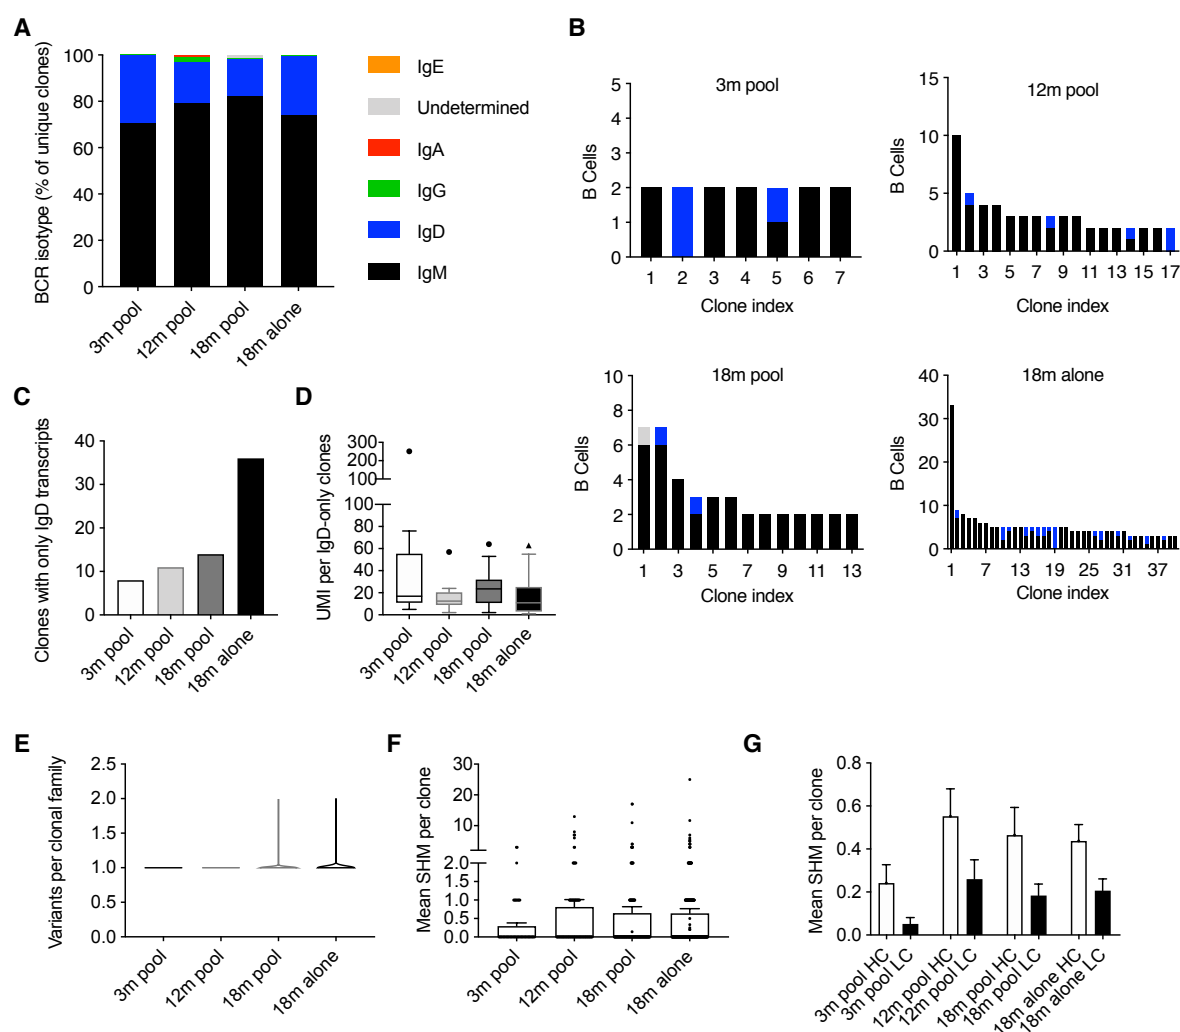 A
BCR isotype (% of unique clones)
100
80
60
40
20
0
3m pool
12m pool
18m pool
18m alone
IgE
Undetermined
IgA
IgG
IgD
IgM
B
3m pool
B Cells
5
4
3
2
1
0
1 2 3 4 5 6 7
Clone index
12m pool
B Cells
15
10
5
0
1 3 5 7 9 11 13 15 17
Clone index
18m pool
B Cells
10
8
6
4
2
0
1 3 5 7 9 11 13
Clone index
18m alone
B Cells
40
30
20
10
0
1 7 13 19 25 31 37
Clone index
C
Clones with only IgD transcripts
40
30
20
10
0
3m pool
12m pool
18m pool
18m alone
D
UMI per IgD-only clones
300
200
100
100
80
60
40
20
0
3m pool
12m pool
18m pool
18m alone
E
Variants per clonal family
2.5
2.0
1.5
1.0
0.5
0.0
3m pool
12m pool
18m pool
18m alone
F
Mean SHM per clone
30
20
10
2.0
1.5
1.0
0.5
0.0
3m pool
12m pool
18m pool
18m alone
G
Mean SHM per clone
0.8
0.6
0.4
0.2
0.0
3m pool HC
3m pool LC
12m pool HC
12m pool LC
18m pool HC
18m pool LC
18m alone HC
18m alone LC